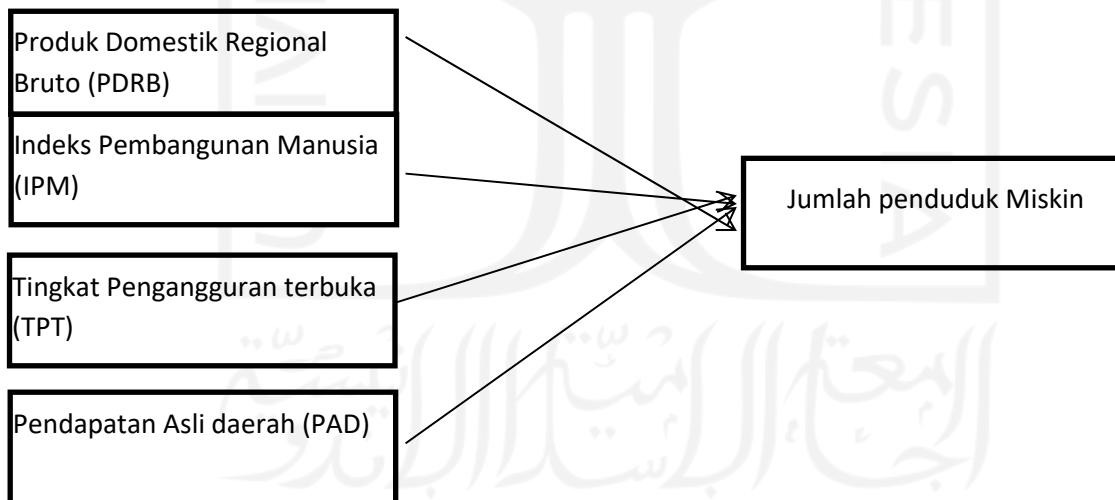 Produk Domestik Regional
Bruto (PDRB)
Indeks Pembangunan Manusia
(IPM)
Jumlah penduduk Miskin
Tingkat Pengangguran terbuka
(TPT)
Pendapatan Asli daerah (PAD)